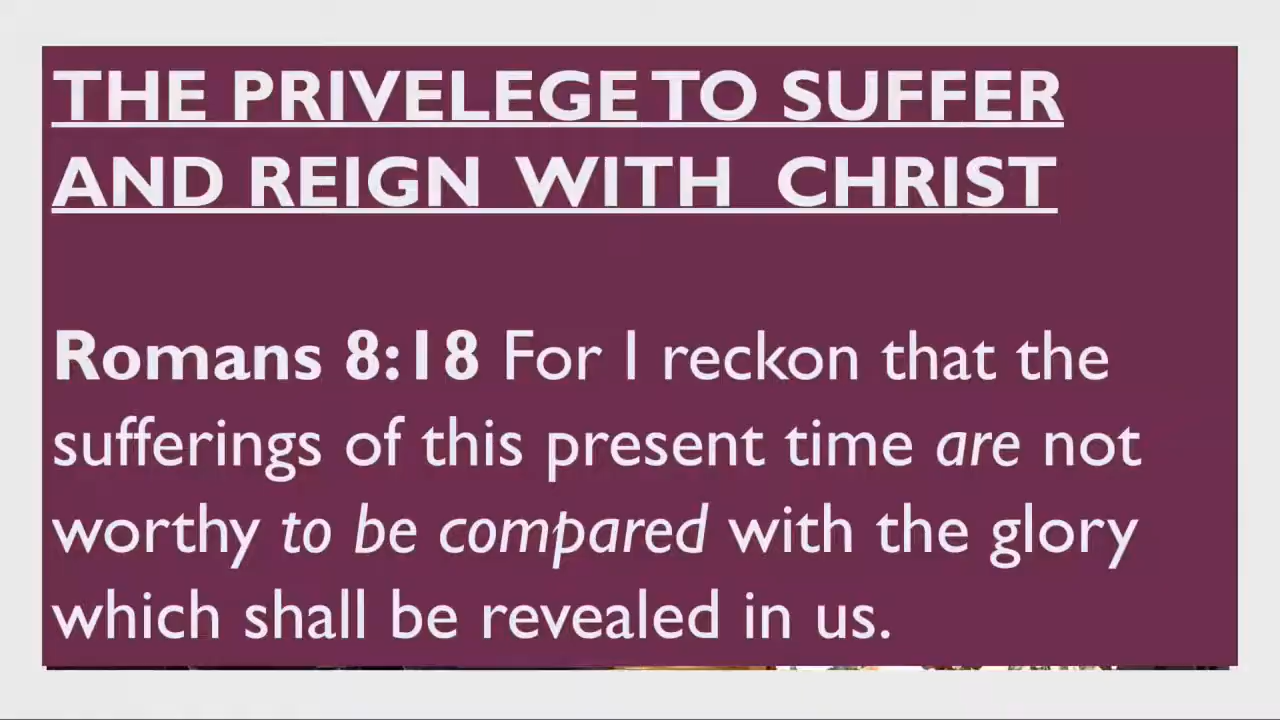 THE PRIVELEGE TO SUFFER
AND REIGN WITH CHRIST
Romans 8:18 For I reckon that the
sufferings of this present time are not
worthy to be compared with the glory
which shall be revealed in us.